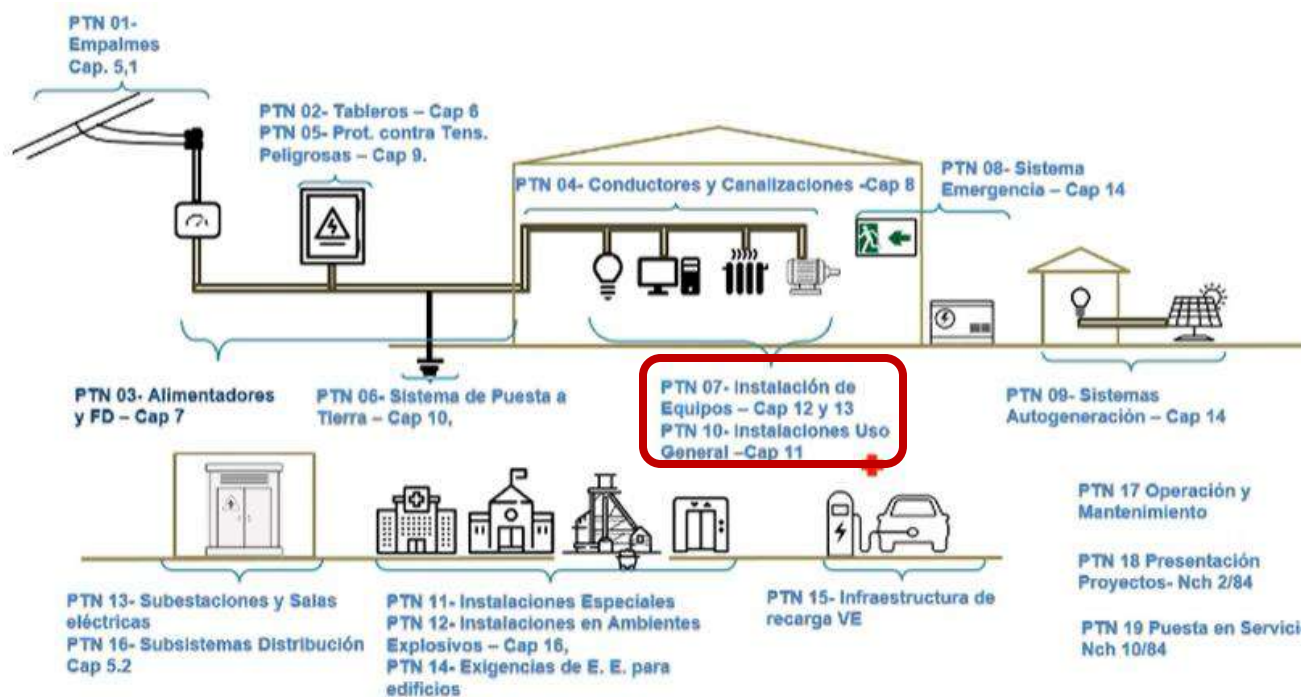 PTN 01-
Empalmes
Cap. 5,1
PTN 02- Tableros – Cap 6
PTN 05- Prot. contra Tens.
Peligrosas – Cap 9.
PTN 04- Conductores y Canalizaciones -Cap 8
PTN 08- Sistema
Emergencia – Cap 14
PTN 03- Alimentadores
y FD – Cap 7
PTN 06- Sistema de Puesta a
Tierra – Cap 10,
PTN 07- Instalación de
Equipos – Cap 12 y 13
PTN 10- Instalaciones Uso
General –Cap 11
PTN 09- Sistemas
Autogeneración – Cap 14
PTN 13- Subestaciones y Salas
eléctricas
PTN 16- Subsistemas Distribución
Cap 5.2
PTN 11- Instalaciones Especiales
PTN 12- Instalaciones en Ambientes
Explosivos – Cap 16,
PTN 14- Exigencias de E. E. para
edificios
PTN 15- Infraestructura de
recarga VE
PTN 17 Operación y
Mantenimiento
PTN 18 Presentación
Proyectos- Nch 2/84
PTN 19 Puesta en Servici
Nch 10/84